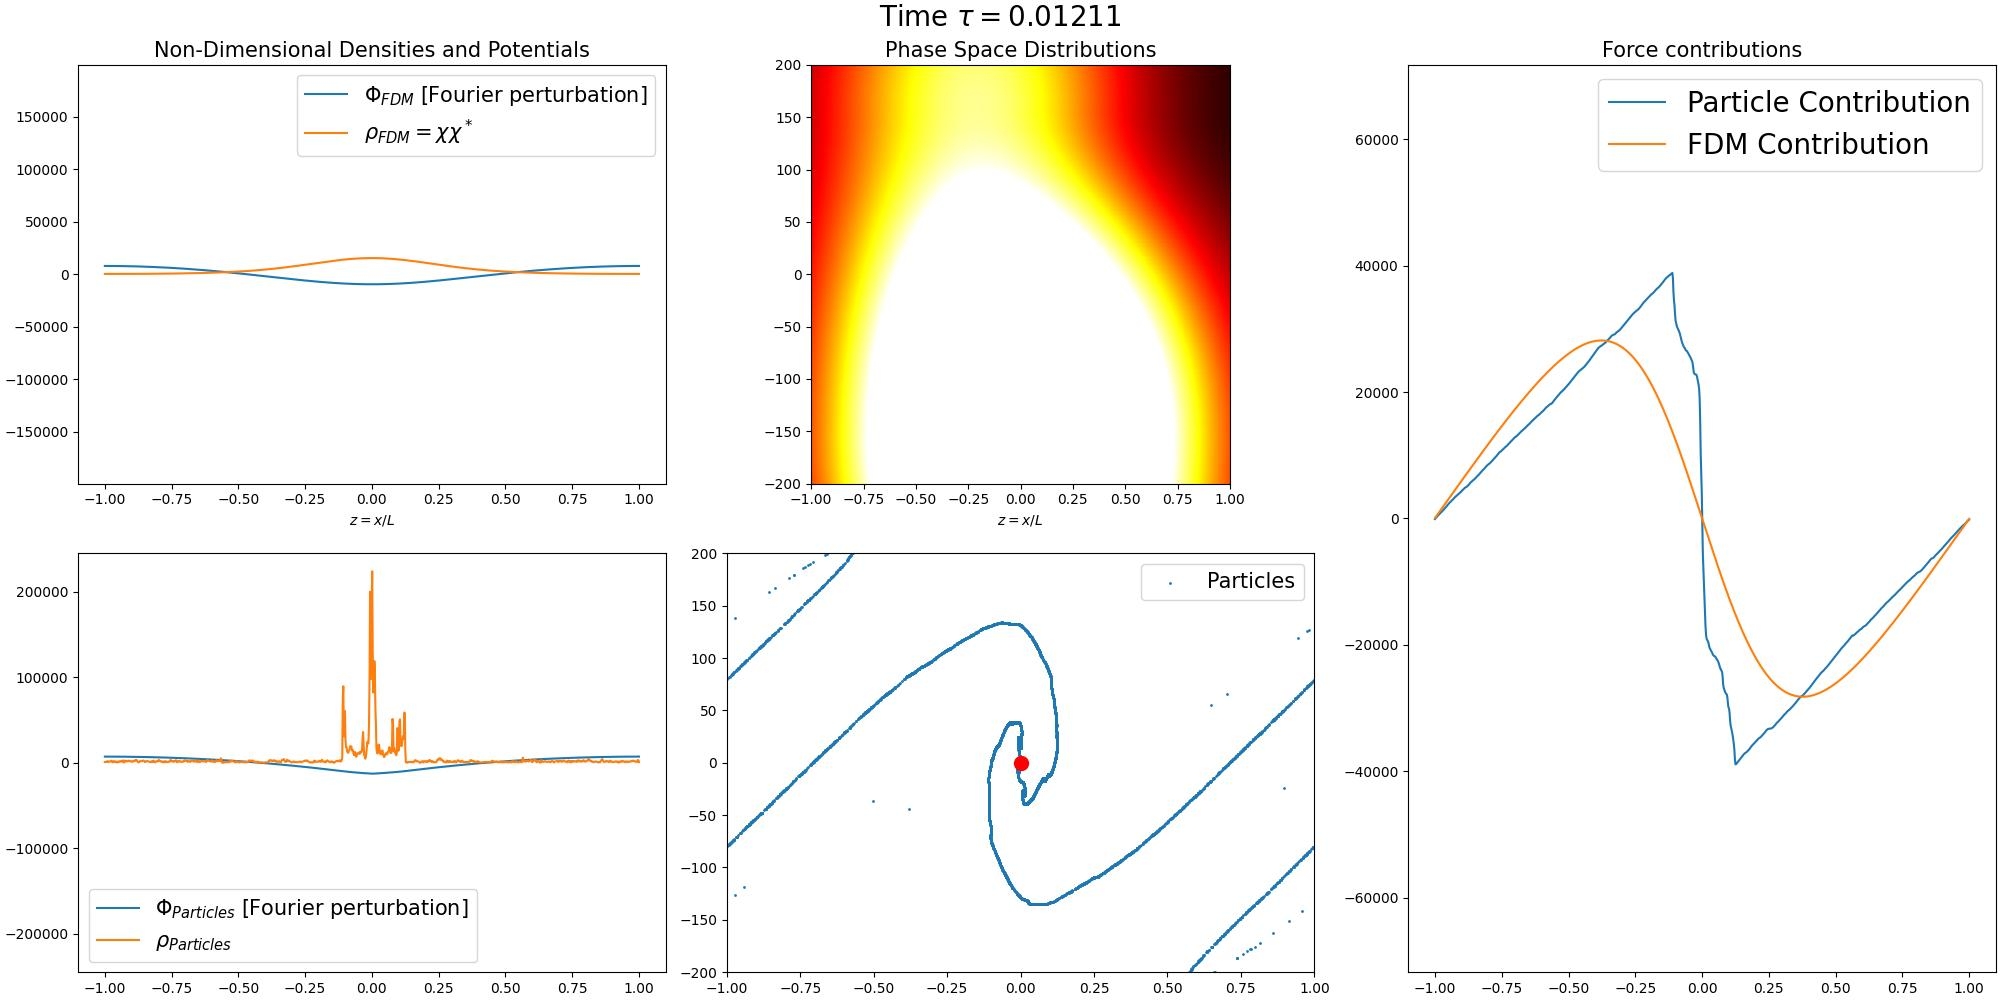 Time τ = 0.01211
Non-Dimensional Densities and Potentials
Φ_FDM [Fourier perturbation]
ρ_FDM = χχ*
150000
100000
50000
0
−50000
−100000
−150000
−1.00 −0.75 −0.50 −0.25 0.00 0.25 0.50 0.75 1.00
z = x/L
Phase Space Distributions
200
150
100
50
0
−50
−100
−150
−200
−1.00 −0.75 −0.50 −0.25 0.00 0.25 0.50 0.75 1.00
z = x/L
Force contributions
Particle Contribution
FDM Contribution
60000
40000
20000
0
−20000
−40000
−60000
−1.00 −0.75 −0.50 −0.25 0.00 0.25 0.50 0.75 1.00
200000
100000
0
−100000
−200000
Φ_Particles [Fourier perturbation]
ρ_Particles
−1.00 −0.75 −0.50 −0.25 0.00 0.25 0.50 0.75 1.00
Particles
200
150
100
50
0
−50
−100
−150
−200
−1.00 −0.75 −0.50 −0.25 0.00 0.25 0.50 0.75 1.00